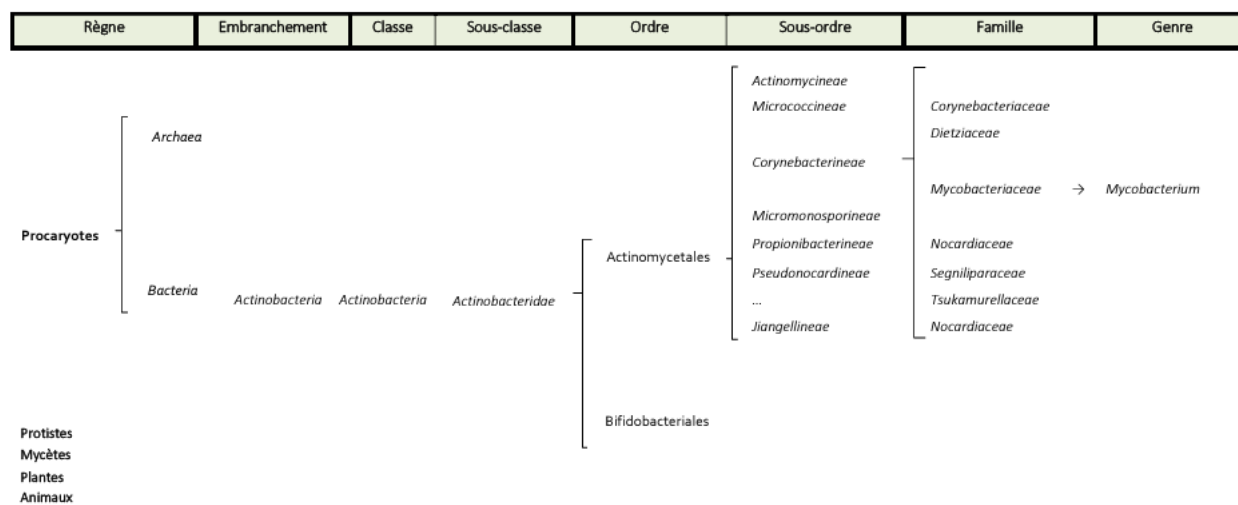 Règne Embranchement Classe Sous-classe Ordre Sous-ordre Famille Genre
Actinomycineae
Micrococcineae Corynebacteriaceae
Archaea Dietziaceae
Corynebacterineae
Mycobacteriaceae → Mycobacterium
Micromonosporineae
Procaryotes Propionibacterineae Nocardiaceae
Actinomycetales
Pseudonocardineae Segniliparaceae
Bacteria Actinobacteria Actinobacteria Actinobacteridae ... Tsukamurellaceae
Jiangellineae Nocardiaceae
Bifidobacteriales
Protistes
Mycètes
Plantes
Animaux